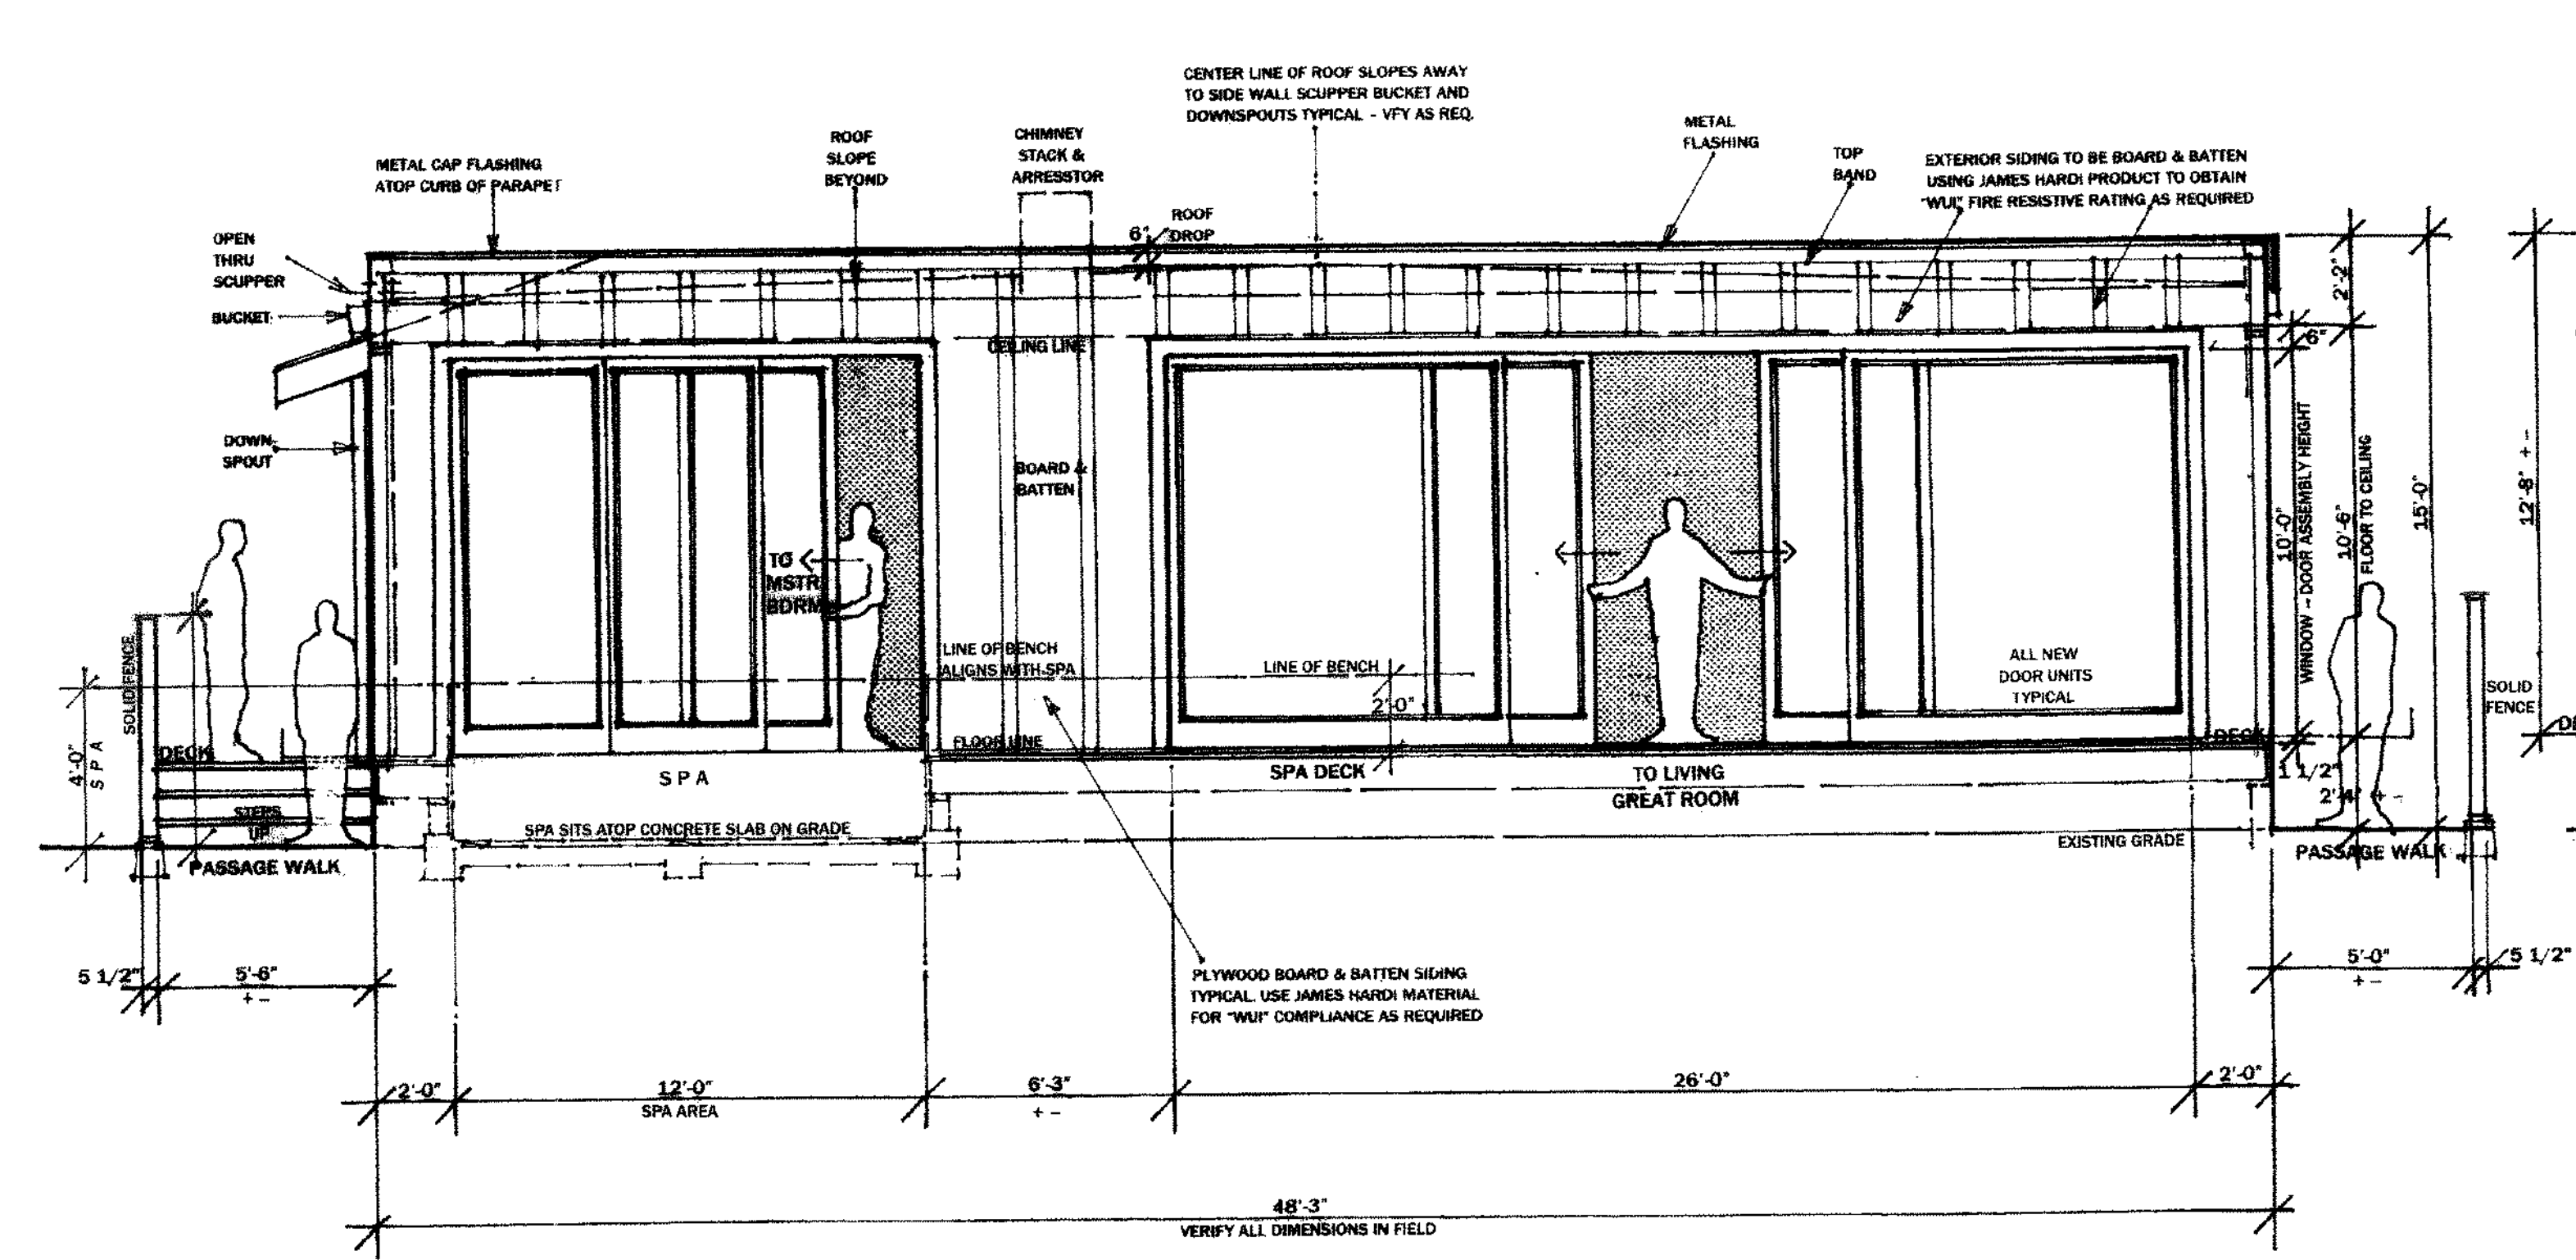 CENTER LINE OF ROOF SLOPES AWAY
TO SIDE WALL SCUPPER BUCKET AND
DOWNSPOUTS TYPICAL - VFY AS REQ.
METAL
FLASHING
ROOF
SLOPE
BEYOND
CHIMNEY
STACK &
ARRESSTOR
TOP
BAND
EXTERIOR SIDING TO BE BOARD & BATTEN
USING JAMES HARDI PRODUCT TO OBTAIN
"WUI" FIRE RESISTIVE RATING AS REQUIRED
METAL CAP FLASHING
ATOP CURB OF PARAPET
ROOF
DROP
6"
OPEN
THRU
SCUPPER
BUCKET
2'-2"
6"
CEILING LINE
DOWN-
SPOUT
BOARD &
BATTEN
10'-0"
WINDOW - DOOR ASSEMBLY HEIGHT
10'-6"
FLOOR TO CEILING
15'-0"
12'-8" + -
TO
MSTR
BDRM
SOLID FENCE
LINE OF BENCH
ALIGNS WITH SPA
LINE OF BENCH
2'-0"
ALL NEW
DOOR UNITS
TYPICAL
SOLID
FENCE
4'-0"
SPA
DECK
FLOOR LINE
DECK
DE
SPA
SPA DECK
TO LIVING
GREAT ROOM
1 1/2"
2'-4" + -
STEPS
UP
SPA SITS ATOP CONCRETE SLAB ON GRADE
EXISTING GRADE
PASSAGE WALK
PASSAGE WALK
5 1/2"
5'-6"
+ -
PLYWOOD BOARD & BATTEN SIDING
TYPICAL. USE JAMES HARDI MATERIAL
FOR "WUI" COMPLIANCE AS REQUIRED
5'-0"
+ -
5 1/2"
2'-0"
12'-0"
SPA AREA
6'-3"
+ -
26'-0"
2'-0"
48'-3"
VERIFY ALL DIMENSIONS IN FIELD